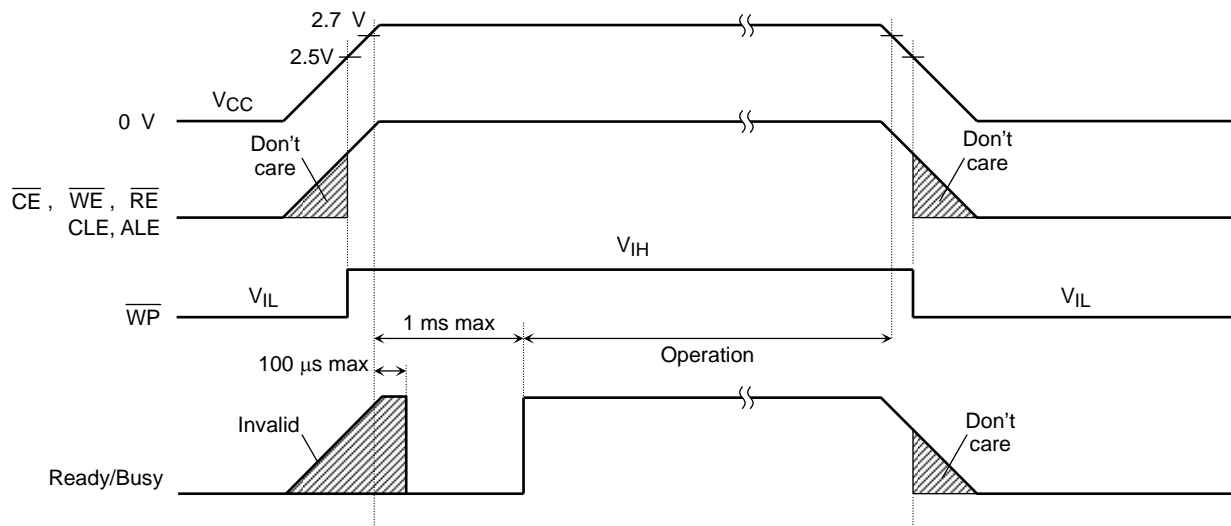 2.7 V
2.5V
VCC
0 V
Don't
care
Don't
care
CE , WE , RE
CLE, ALE
VIH
VIL
VIL
WP
1 ms max
Operation
100 μs max
Invalid
Don't
care
Ready/Busy